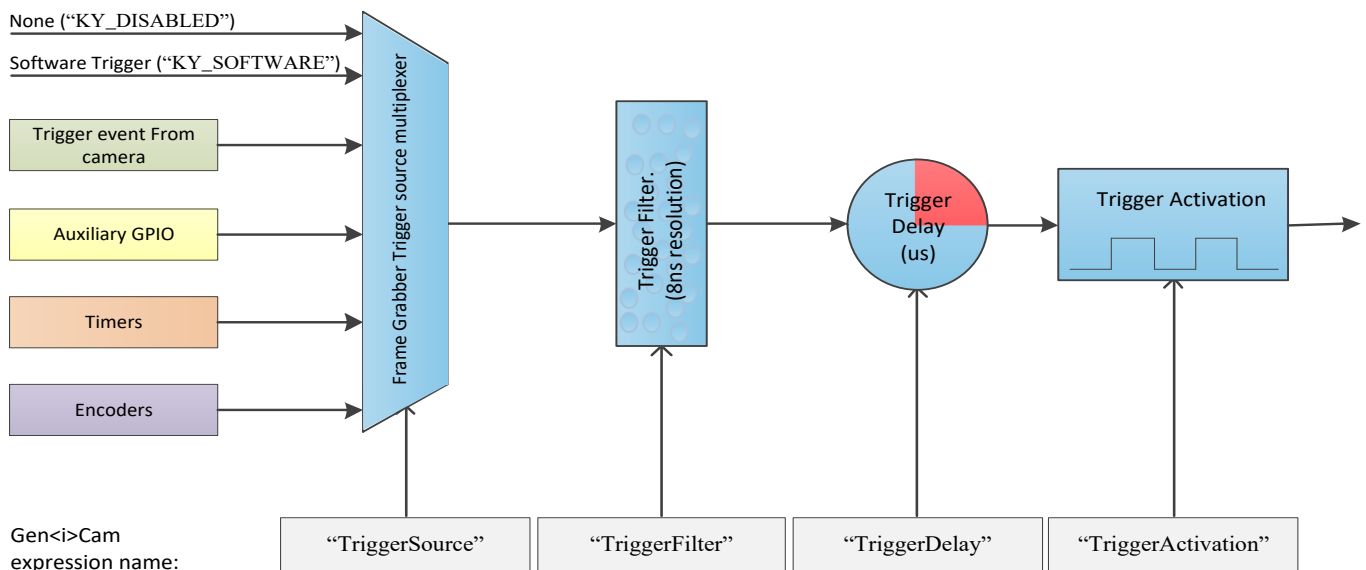 None (“KY_DISABLED”)
Software Trigger (“KY_SOFTWARE”)
Trigger event From
camera
Auxiliary GPIO
Timers
Encoders
Frame Grabber Trigger source multiplexer
Trigger Filter.
(8ns resolution)
Trigger
Delay
(us)
Trigger Activation
Gen<i>Cam
expression name:
“TriggerSource”
“TriggerFilter”
“TriggerDelay”
“TriggerActivation”